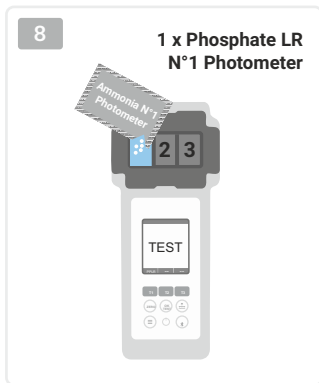 8
1 x Phosphate LR
N°1 Photometer
Ammonia N°1
Photometer
2 3
TEST